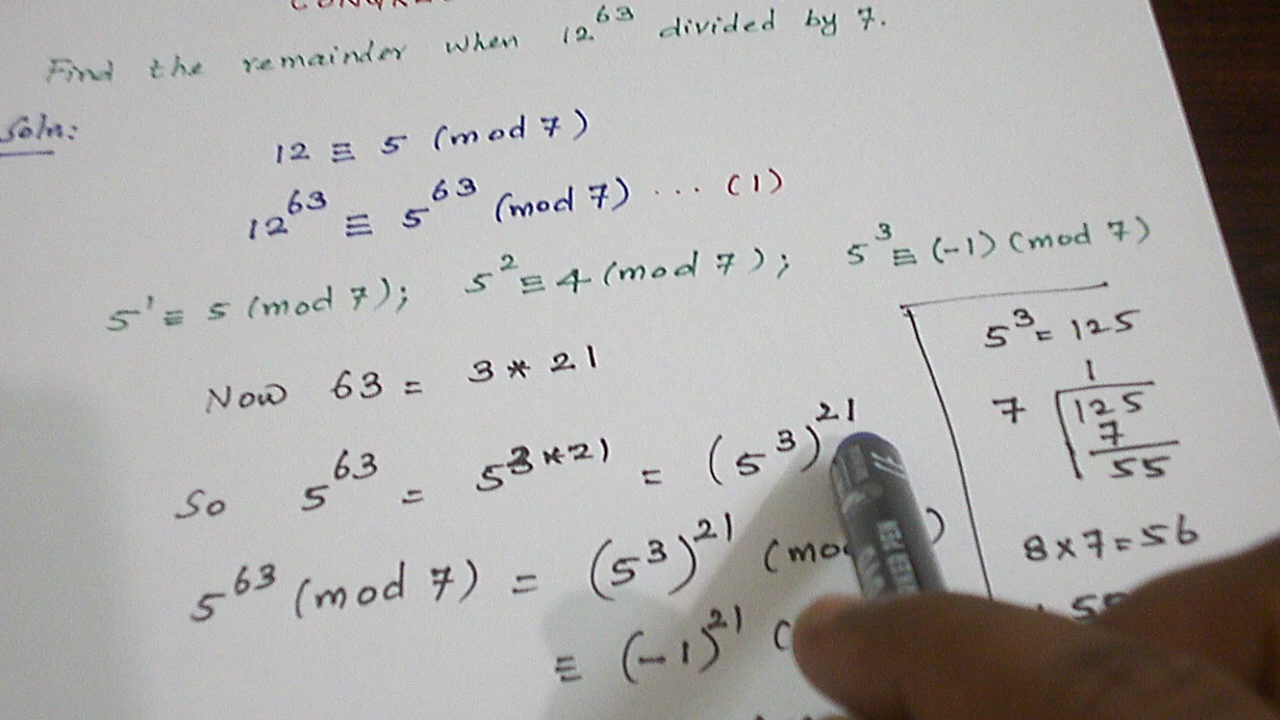 Find the remainder when 12^63 divided by 7.
Soln:
12 ≡ 5 (mod 7)
12^63 ≡ 5^63 (mod 7) ... (1)
5^1 ≡ 5 (mod 7); 5^2 ≡ 4 (mod 7); 5^3 ≡ (-1) (mod 7)
Now 63 = 3 * 21
So 5^63 = 5^3*21 = (5^3)^21
5^63 (mod 7) = (5^3)^21 (mo )
≡ (-1)^21 (
5^3 = 125
1
7 125
7
55
8 x 7 = 56